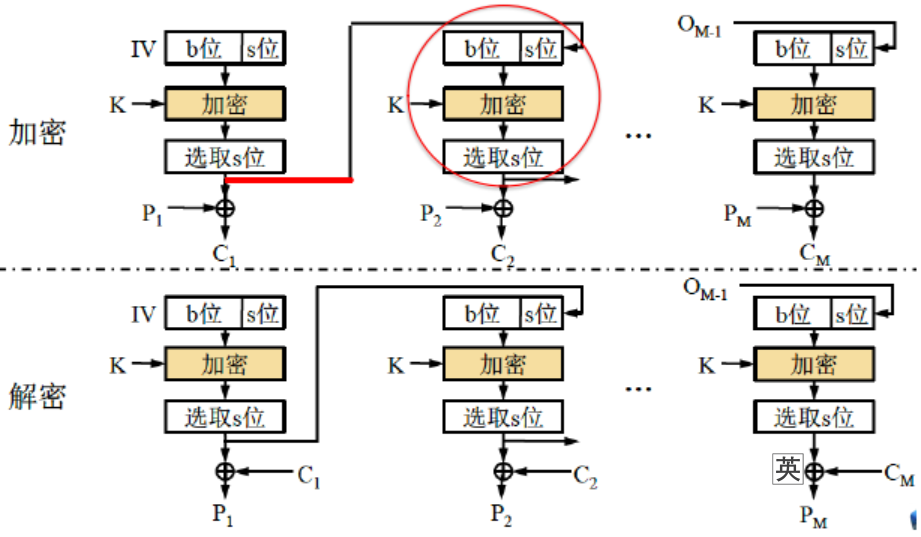 O_{M-1}
IV b位 s位 b位 s位 b位 s位
K 加密 K 加密 K 加密
加密 ...
选取s位 选取s位 选取s位
P_1 P_2 P_M
C_1 C_2 C_M
O_{M-1}
IV b位 s位 b位 s位 b位 s位
K 加密 K 加密 K 加密
解密 ...
选取s位 选取s位 选取s位
C_1 C_2 英 C_M
P_1 P_2 P_M